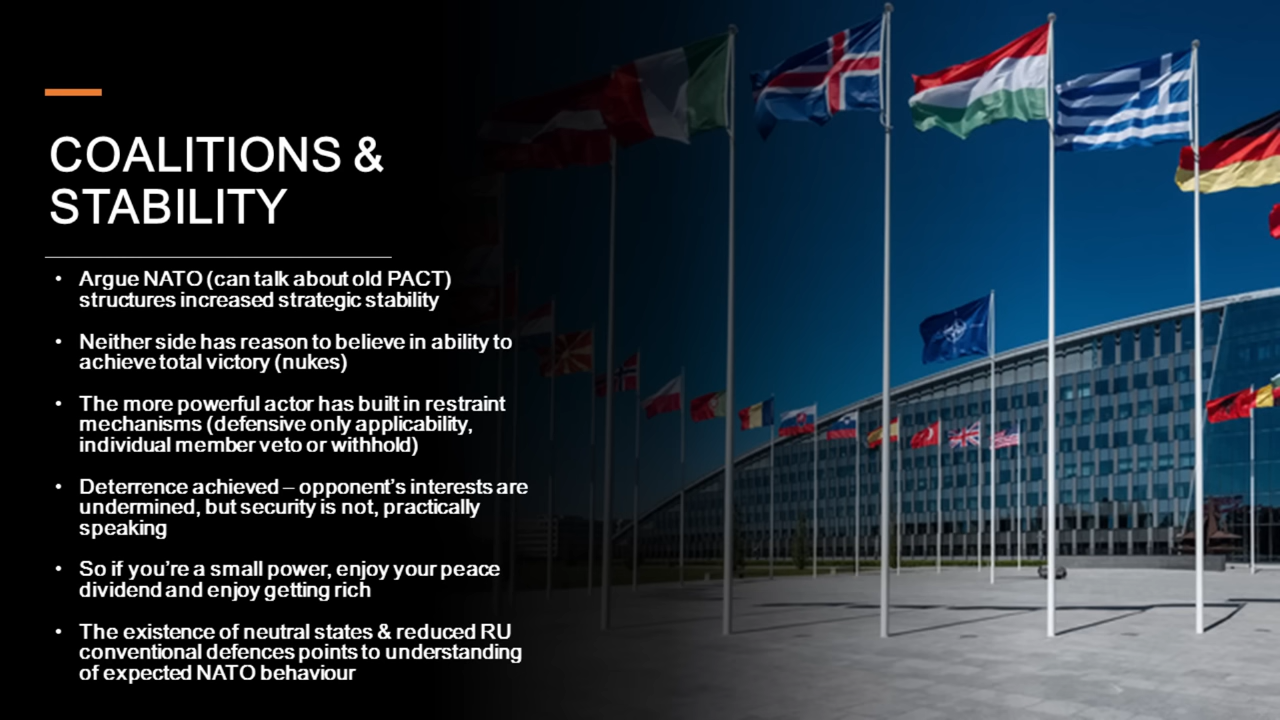 COALITIONS &
STABILITY
• Argue NATO (can talk about old PACT)
structures increased strategic stability
• Neither side has reason to believe in ability to
achieve total victory (nukes)
• The more powerful actor has built in restraint
mechanisms (defensive only applicability,
individual member veto or withhold)
• Deterrence achieved – opponent's interests are
undermined, but security is not, practically
speaking
• So if you're a small power, enjoy your peace
dividend and enjoy getting rich
• The existence of neutral states & reduced RU
conventional defences points to understanding
of expected NATO behaviour